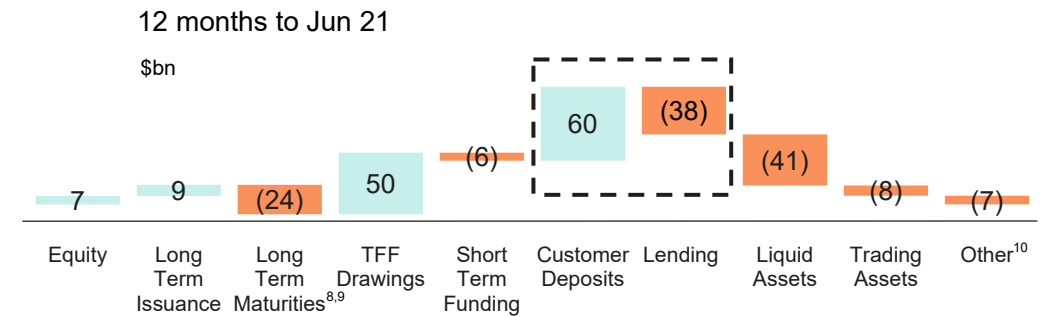 12 months to Jun 21
$bn
7
9
(24)
50
(6)
60
(38)
(41)
(8)
(7)
Equity
Long
Term
Issuance
Long
Term
Maturities8,9
TFF
Drawings
Short
Term
Funding
Customer
Deposits
Lending
Liquid
Assets
Trading
Assets
Other10